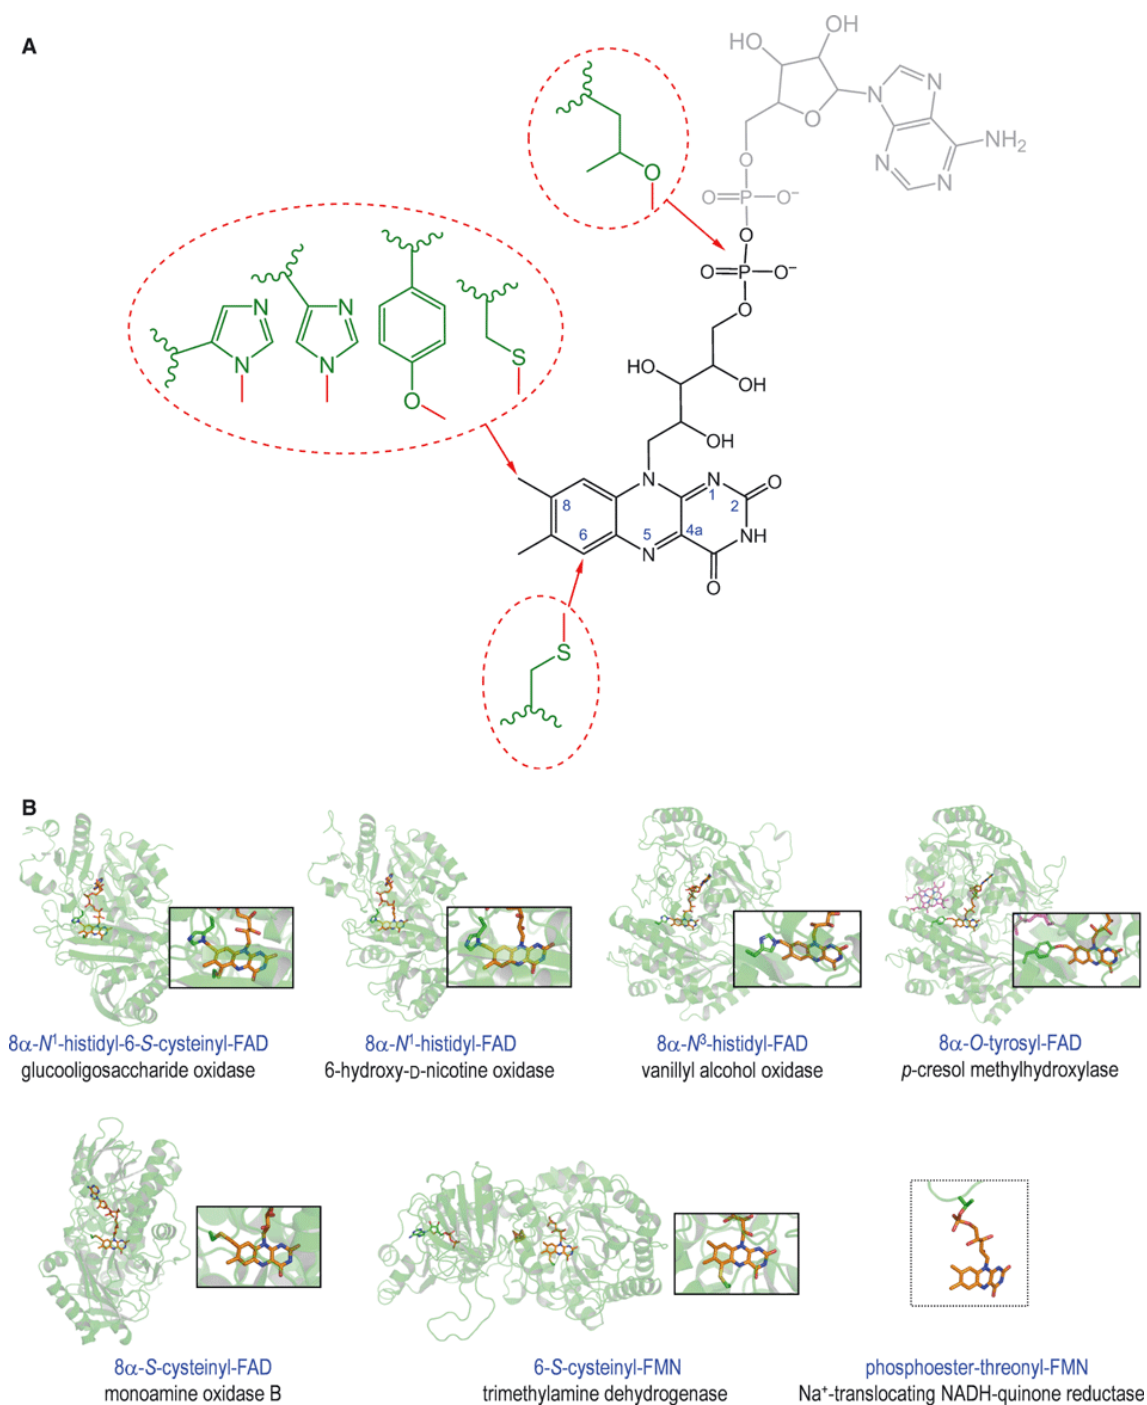 A
OH
HO
N
N
O
N
N
NH₂
O
O=P–O⁻
O
O=P–O⁻
O
HO
OH
OH
O
N
N
N
N
O
S
N
N
1
O
8
2
6
5
4a
N
NH
O
S
B
8α-N¹-histidyl-6-S-cysteinyl-FAD
glucooligosaccharide oxidase
8α-N¹-histidyl-FAD
6-hydroxy-D-nicotine oxidase
8α-N³-histidyl-FAD
vanillyl alcohol oxidase
8α-O-tyrosyl-FAD
p-cresol methylhydroxylase
8α-S-cysteinyl-FAD
monoamine oxidase B
6-S-cysteinyl-FMN
trimethylamine dehydrogenase
phosphoester-threonyl-FMN
Na⁺-translocating NADH-quinone reductase